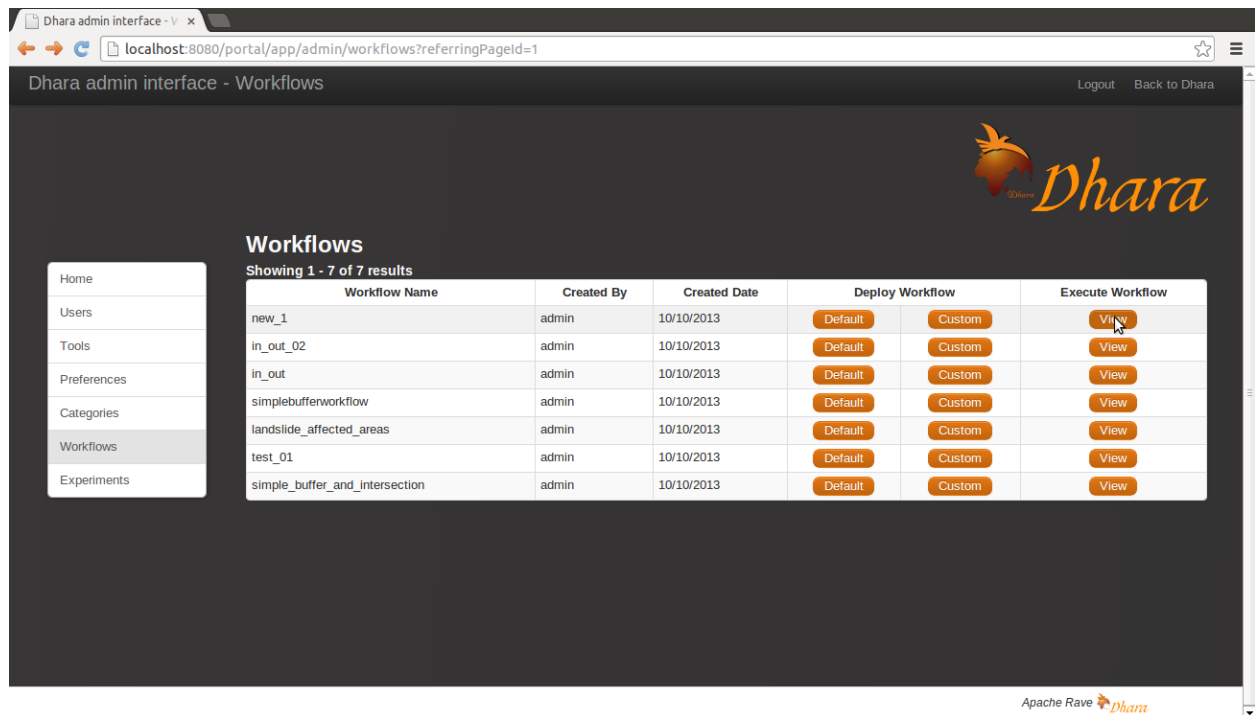 Dhara admin interface - W
localhost:8080/portal/app/admin/workflows?referringPageId=1
Dhara admin interface - Workflows
Logout Back to Dhara
Dhara
Dhara
Workflows
Showing 1 - 7 of 7 results
Home
Users
Tools
Preferences
Categories
Workflows
Experiments
Workflow Name Created By Created Date Deploy Workflow Execute Workflow
new_1 admin 10/10/2013 Default Custom View
in_out_02 admin 10/10/2013 Default Custom View
in_out admin 10/10/2013 Default Custom View
simplebufferworkflow admin 10/10/2013 Default Custom View
landslide_affected_areas admin 10/10/2013 Default Custom View
test_01 admin 10/10/2013 Default Custom View
simple_buffer_and_intersection admin 10/10/2013 Default Custom View
Apache Rave Dhara